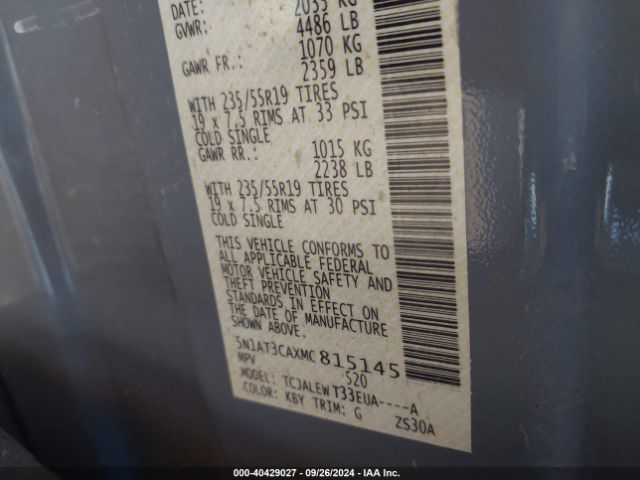 DATE:
2035 KG
GVWR: 4486 LB
1070 KG
GAWR FR.: 2359 LB
WITH 235/55R19 TIRES
19 x 7.5 RIMS AT 33 PSI
COLD SINGLE
GAWR RR.: 1015 KG
2238 LB
WITH 235/55R19 TIRES
19 x 7.5 RIMS AT 30 PSI
COLD SINGLE
THIS VEHICLE CONFORMS TO
ALL APPLICABLE FEDERAL
MOTOR VEHICLE SAFETY AND
THEFT PREVENTION
STANDARDS IN EFFECT ON
THE DATE OF MANUFACTURE
SHOWN ABOVE.
5N1AT3CAXMC815145
MPV 520
MODEL: TCJALEWT33EUA----A
COLOR: KBY TRIM: G ZS30A
000-40429027 - 09/26/2024 - IAA Inc.